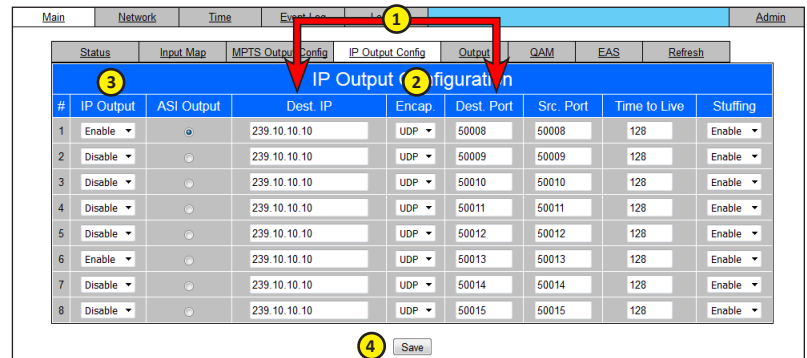 Main Network Time Event Log 1 Admin
Status Input Map MPTS Output Config IP Output Config Output QAM EAS Refresh
3 IP Output Configuration 2
# IP Output ASI Output Dest. IP Encap. Dest. Port Src. Port Time to Live Stuffing
1 Enable 239.10.10.10 UDP 50008 50008 128 Enable
2 Disable 239.10.10.10 UDP 50009 50009 128 Enable
3 Disable 239.10.10.10 UDP 50010 50010 128 Enable
4 Disable 239.10.10.10 UDP 50011 50011 128 Enable
5 Disable 239.10.10.10 UDP 50012 50012 128 Enable
6 Enable 239.10.10.10 UDP 50013 50013 128 Enable
7 Disable 239.10.10.10 UDP 50014 50014 128 Enable
8 Disable 239.10.10.10 UDP 50015 50015 128 Enable
4 Save